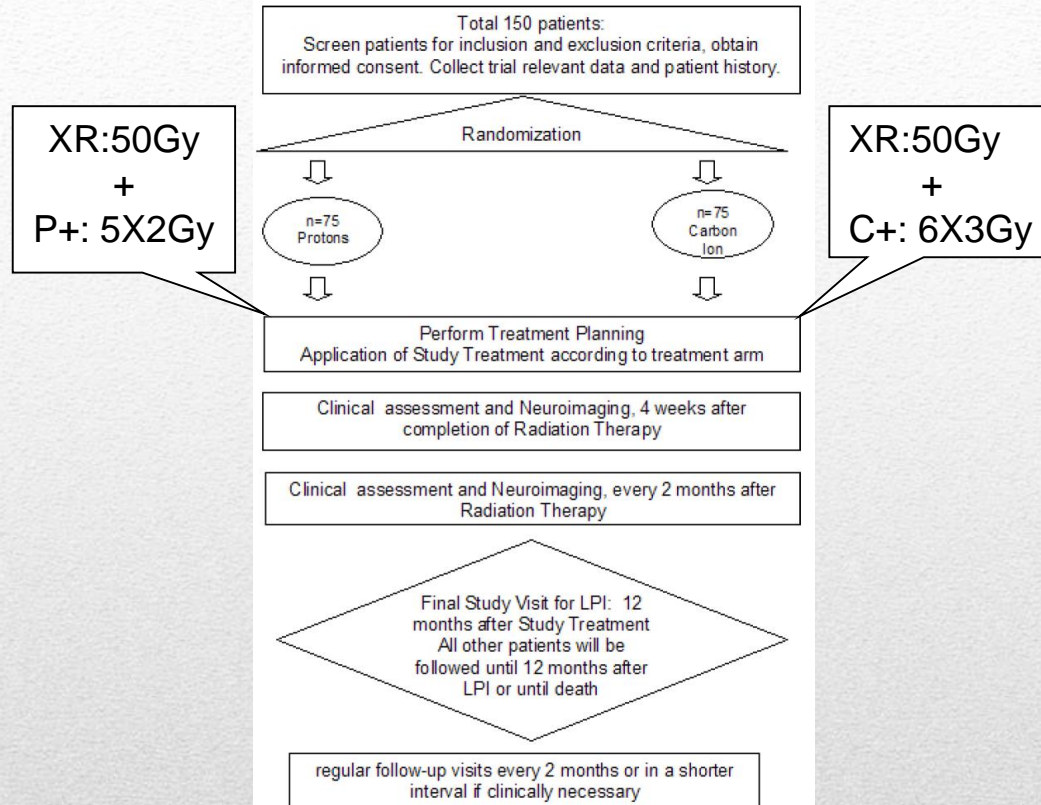 Total 150 patients:
Screen patients for inclusion and exclusion criteria, obtain
informed consent. Collect trial relevant data and patient history.
XR:50Gy
+
P+: 5X2Gy
XR:50Gy
+
C+: 6X3Gy
Randomization
n=75
Protons
n=75
Carbon
Ion
Perform Treatment Planning
Application of Study Treatment according to treatment arm
Clinical assessment and Neuroimaging, 4 weeks after
completion of Radiation Therapy
Clinical assessment and Neuroimaging, every 2 months after
Radiation Therapy
Final Study Visit for LPI: 12
months after Study Treatment
All other patients will be
followed until 12 months after
LPI or until death
regular follow-up visits every 2 months or in a shorter
interval if clinically necessary